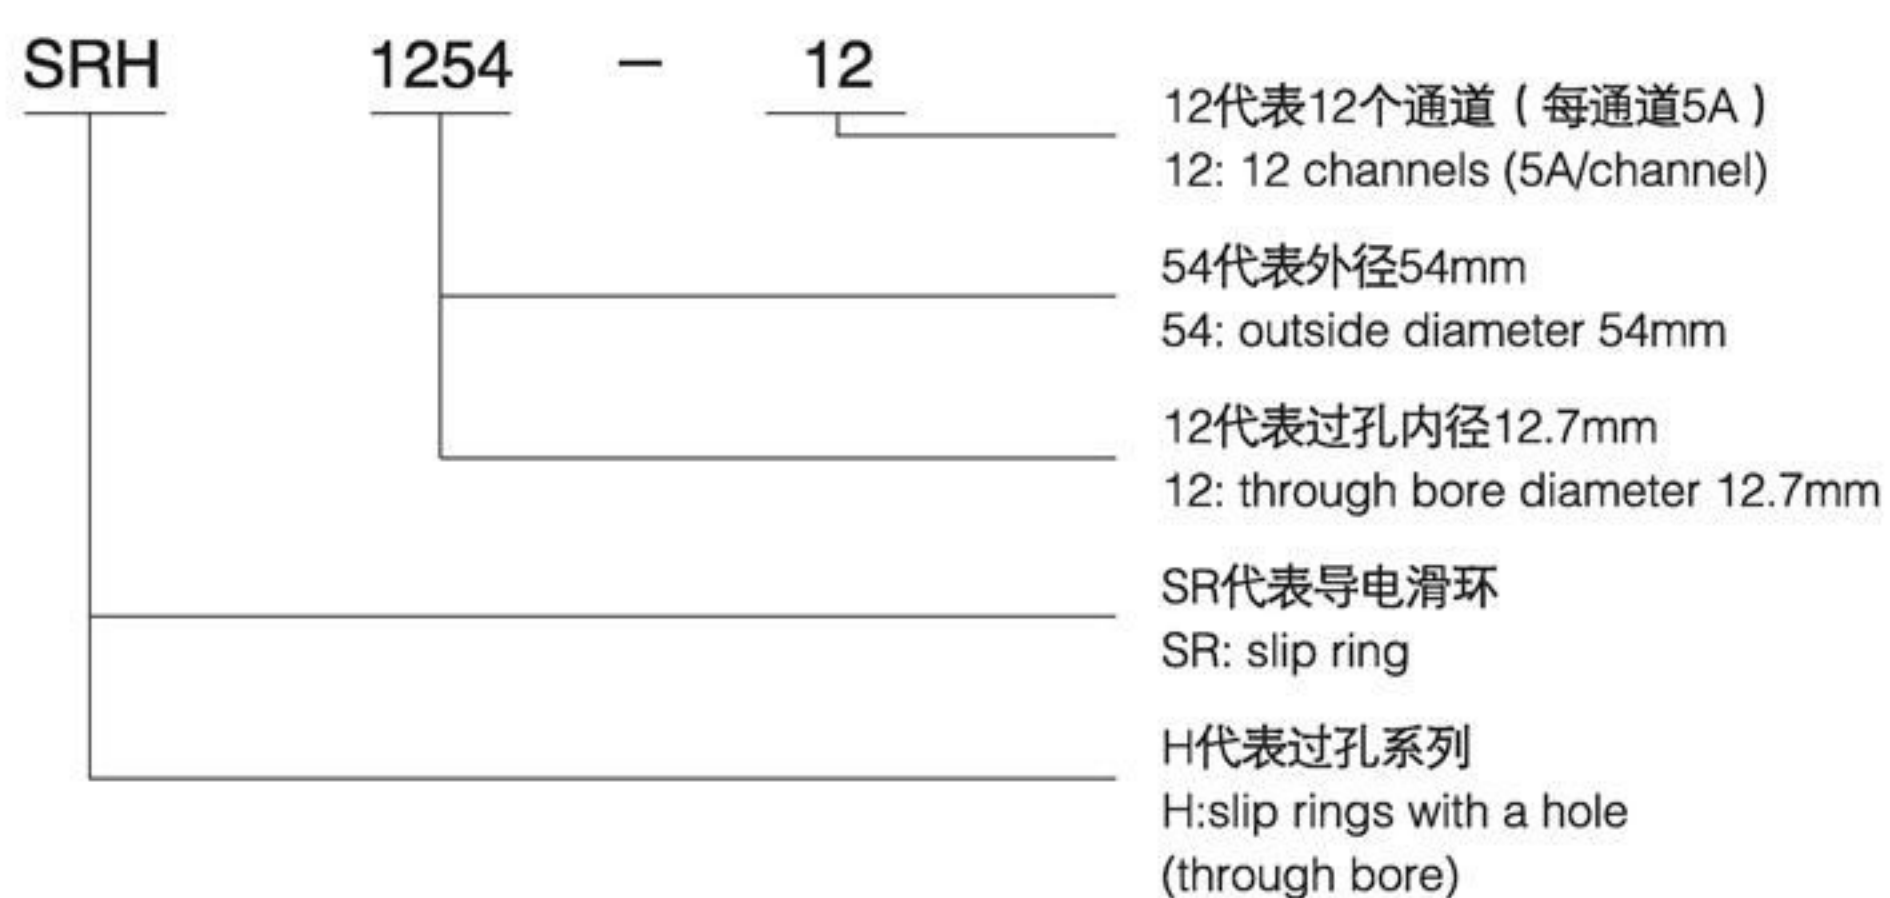 SRH 1254 – 12
12代表12个通道（每通道5A）
12: 12 channels (5A/channel)
54代表外径54mm
54: outside diameter 54mm
12代表过孔内径12.7mm
12: through bore diameter 12.7mm
SR代表导电滑环
SR: slip ring
H代表过孔系列
H:slip rings with a hole
(through bore)